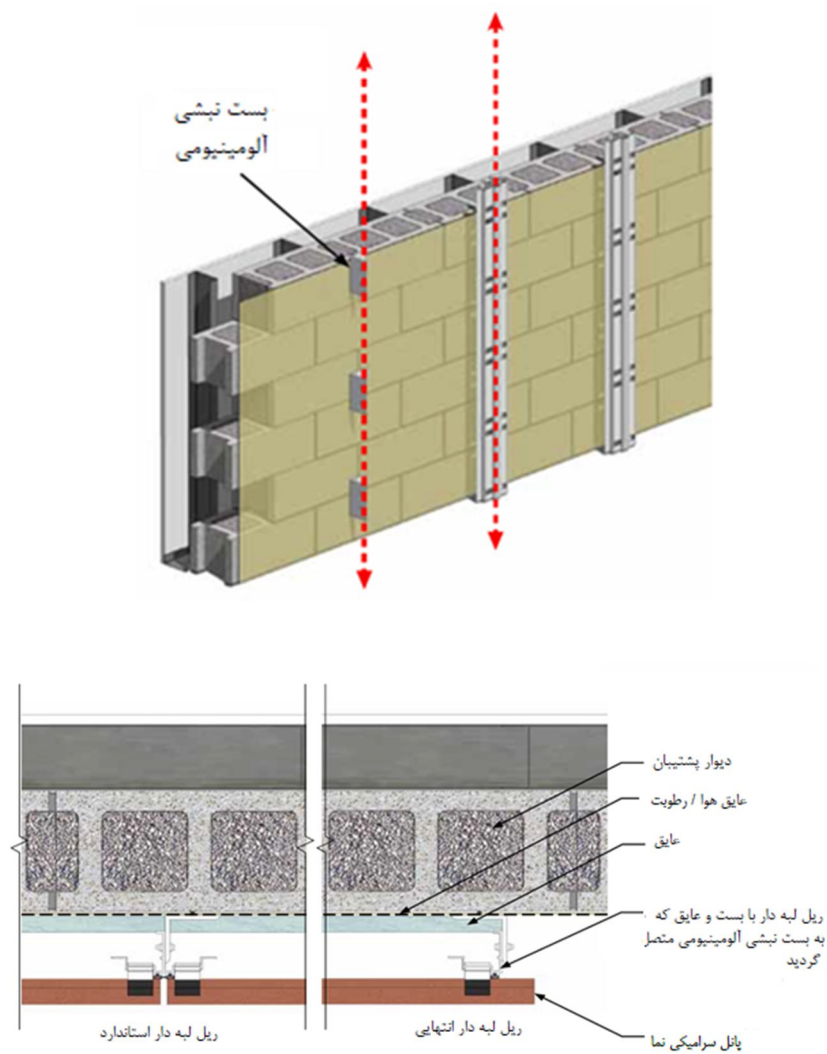 بست نبشی
آلومینیومی
دیوار پشتیبان
عایق هوا / رطوبت
عایق
ریل لبه دار با بست و عایق که
به بست نبشی آلومینیومی متصل
گردید
پانل سرامیکی نما
ریل لبه دار انتهایی
ریل لبه دار استاندارد